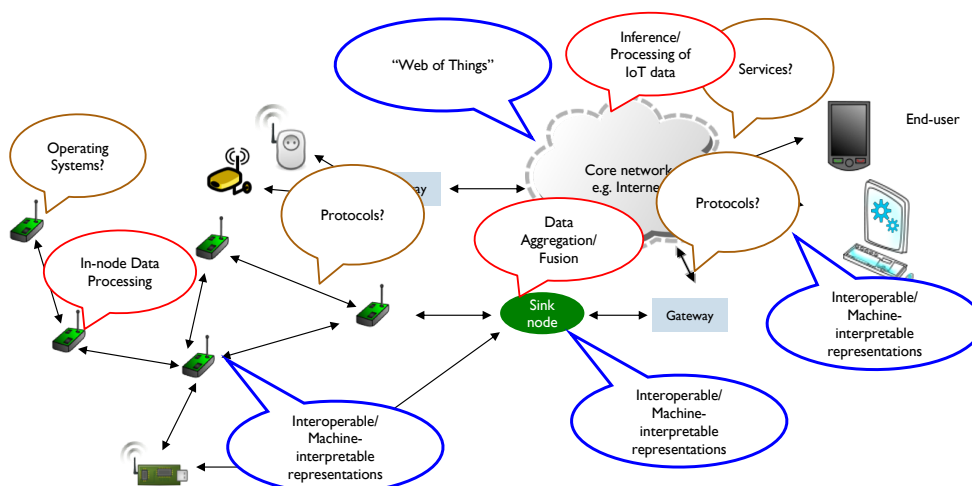 Inference/
Processing of
IoT data
"Web of Things"
Services?
End-user
Operating
Systems?
Core network
e.g. Internet
Protocols?
Protocols?
Data
Aggregation/
Fusion
In-node Data
Processing
Sink
node
Gateway
Interoperable/
Machine-
interpretable
representations
Interoperable/
Machine-
interpretable
representations
Interoperable/
Machine-
interpretable
representations